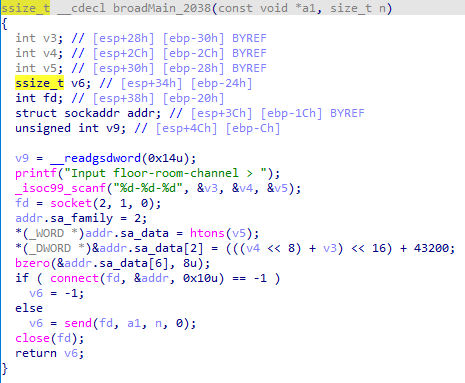 ssize_t __cdecl broadMain_2038(const void *a1, size_t n)
{
int v3; // [esp+28h] [ebp-30h] BYREF
int v4; // [esp+2Ch] [ebp-2Ch] BYREF
int v5; // [esp+30h] [ebp-28h] BYREF
ssize_t v6; // [esp+34h] [ebp-24h]
int fd; // [esp+38h] [ebp-20h]
struct sockaddr addr; // [esp+3Ch] [ebp-1Ch] BYREF
unsigned int v9; // [esp+4Ch] [ebp-Ch]
v9 = __readgsdword(0x14u);
printf("Input floor-room-channel > ");
_isoc99_scanf("%d-%d-%d", &v3, &v4, &v5);
fd = socket(2, 1, 0);
addr.sa_family = 2;
*(_WORD *)addr.sa_data = htons(v5);
*(_DWORD *)&addr.sa_data[2] = (((v4 << 8) + v3) << 16) + 43200;
bzero(&addr.sa_data[6], 8u);
if ( connect(fd, &addr, 0x10u) == -1 )
v6 = -1;
else
v6 = send(fd, a1, n, 0);
close(fd);
return v6;
}